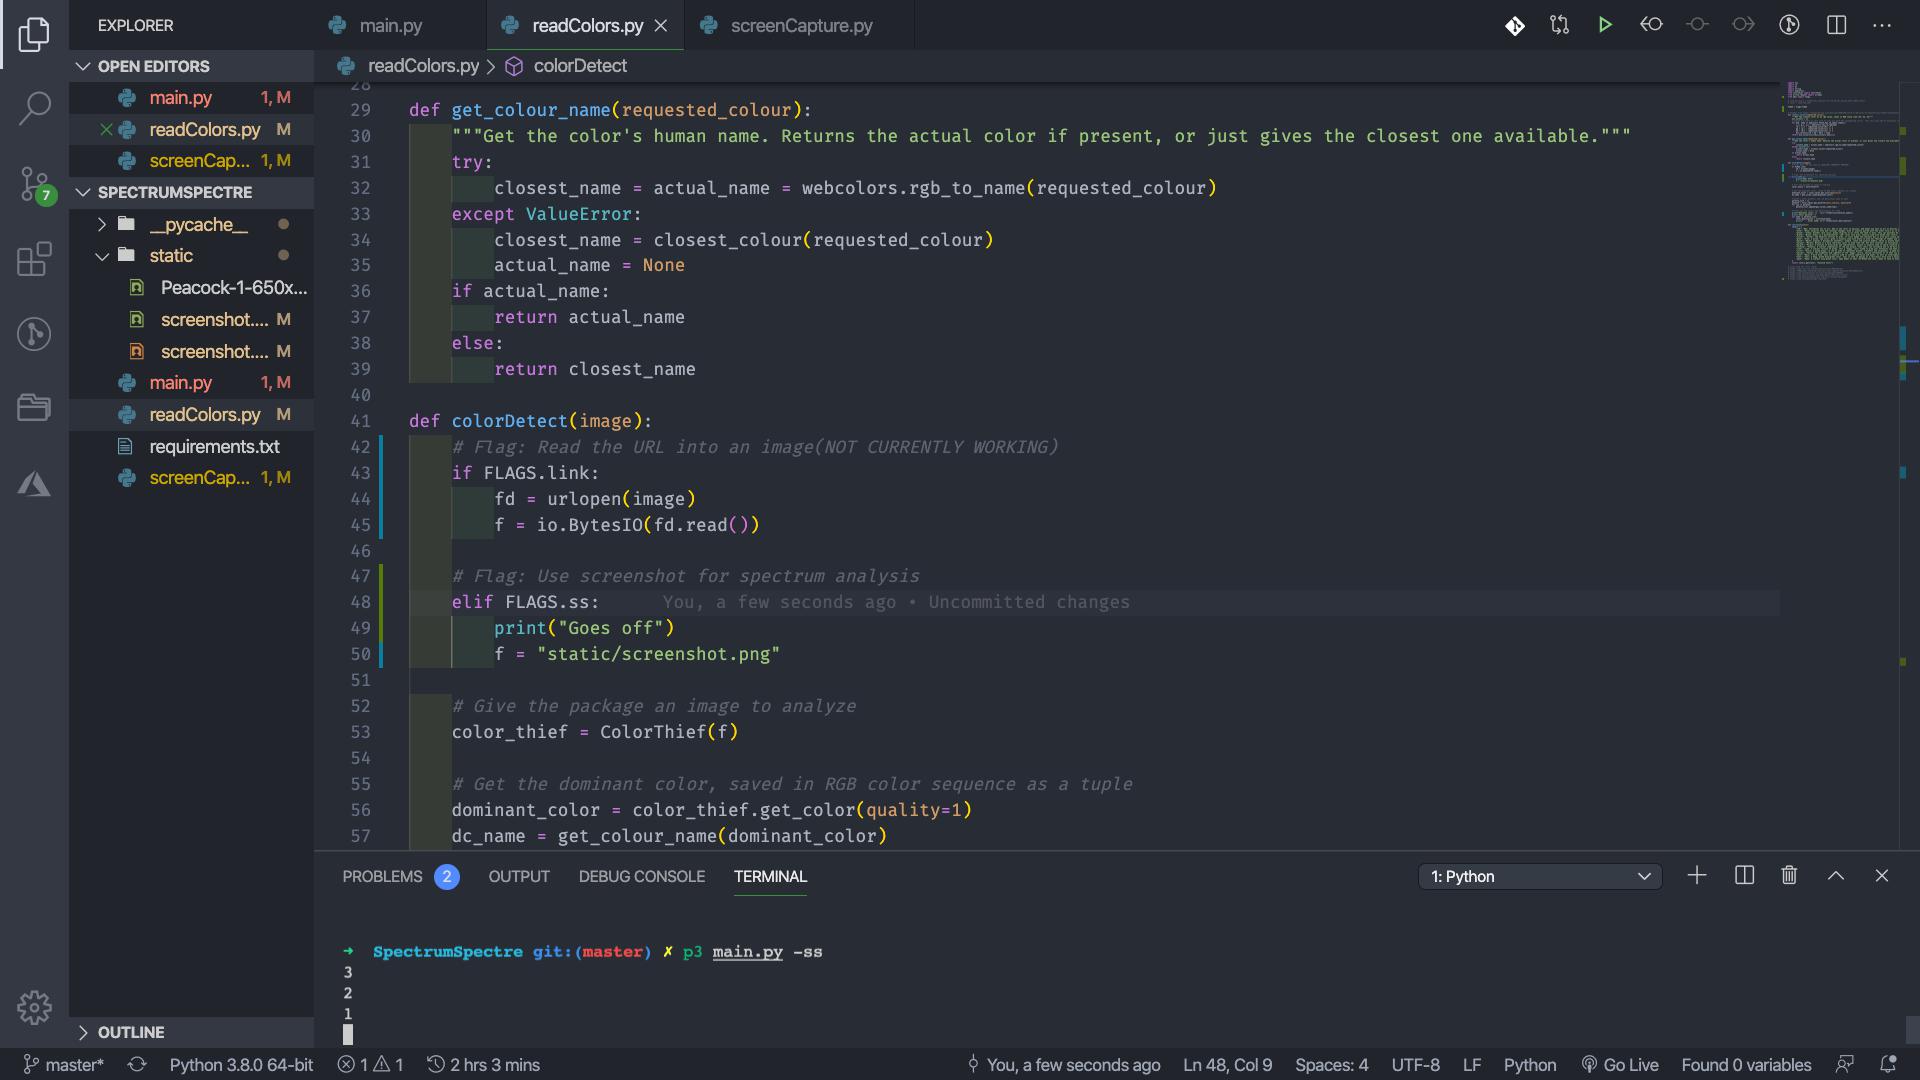 EXPLORER
main.py
readColors.py
screenCapture.py
OPEN EDITORS
main.py 1, M
readColors.py M
screenCap... 1, M
SPECTRUMSPECTRE
__pycache__
static
Peacock-1-650x...
screenshot.... M
screenshot.... M
main.py 1, M
readColors.py M
requirements.txt
screenCap... 1, M
OUTLINE
7
readColors.py > colorDetect
28
29 def get_colour_name(requested_colour):
30 """Get the color's human name. Returns the actual color if present, or just gives the closest one available."""
31 try:
32 closest_name = actual_name = webcolors.rgb_to_name(requested_colour)
33 except ValueError:
34 closest_name = closest_colour(requested_colour)
35 actual_name = None
36 if actual_name:
37 return actual_name
38 else:
39 return closest_name
40
41 def colorDetect(image):
42 # Flag: Read the URL into an image(NOT CURRENTLY WORKING)
43 if FLAGS.link:
44 fd = urlopen(image)
45 f = io.BytesIO(fd.read())
46
47 # Flag: Use screenshot for spectrum analysis
48 elif FLAGS.ss: You, a few seconds ago • Uncommitted changes
49 print("Goes off")
50 f = "static/screenshot.png"
51
52 # Give the package an image to analyze
53 color_thief = ColorThief(f)
54
55 # Get the dominant color, saved in RGB color sequence as a tuple
56 dominant_color = color_thief.get_color(quality=1)
57 dc_name = get_colour_name(dominant_color)
PROBLEMS 2 OUTPUT DEBUG CONSOLE TERMINAL 1: Python
➜ SpectrumSpectre git:(master) ✗ p3 main.py -ss
3
2
1
master* Python 3.8.0 64-bit 1 1 2 hrs 3 mins You, a few seconds ago Ln 48, Col 9 Spaces: 4 UTF-8 LF Python Go Live Found 0 variables